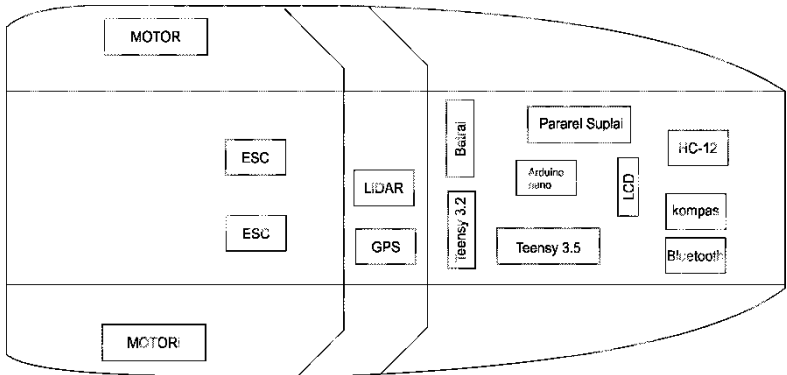 MOTOR
ESC
ESC
MOTOR
LIDAR
GPS
Batrai
Teensy 3.2
Pararel Suplai
Arduino
nano
LCD
Teensy 3.5
HC-12
kompas
Bluetooth